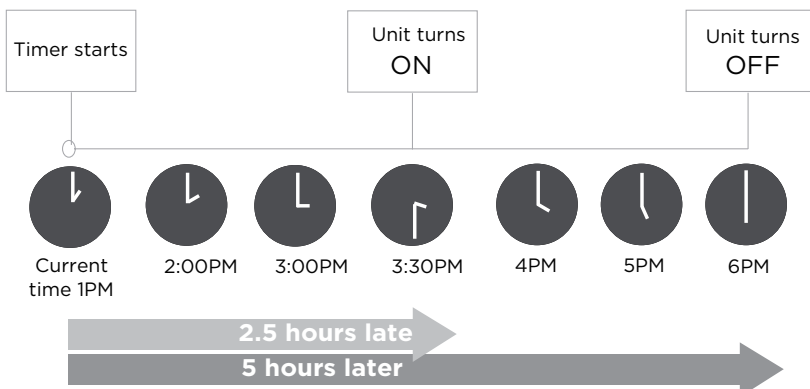 Timer starts
Unit turns
ON
Unit turns
OFF
Current
time 1PM
2:00PM
3:00PM
3:30PM
4PM
5PM
6PM
2.5 hours late
5 hours later